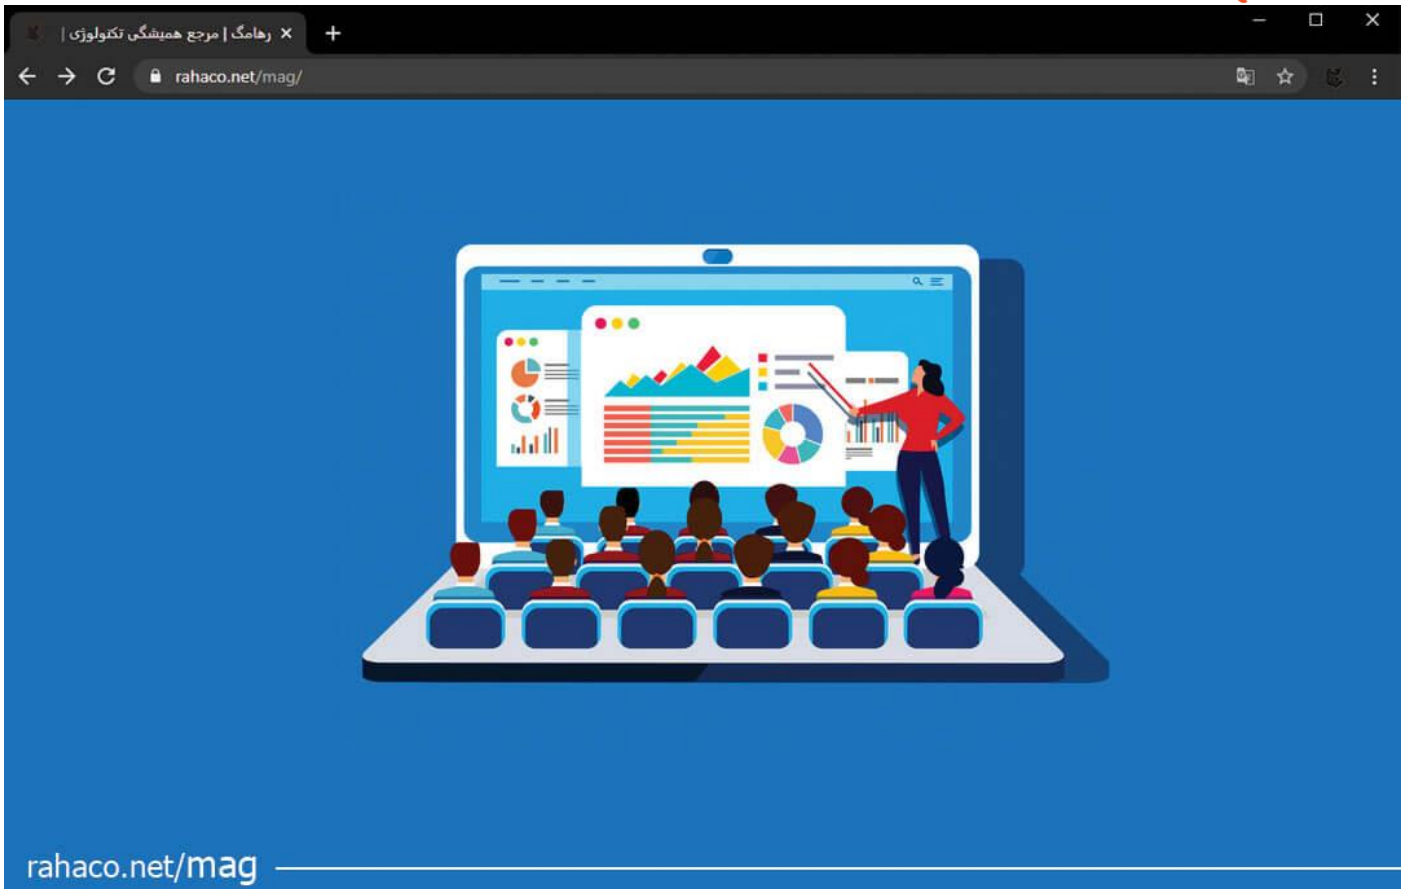 رهامگ | مرجع همیشگی تکنولوژی |
rahaco.net/mag/
rahaco.net/mag